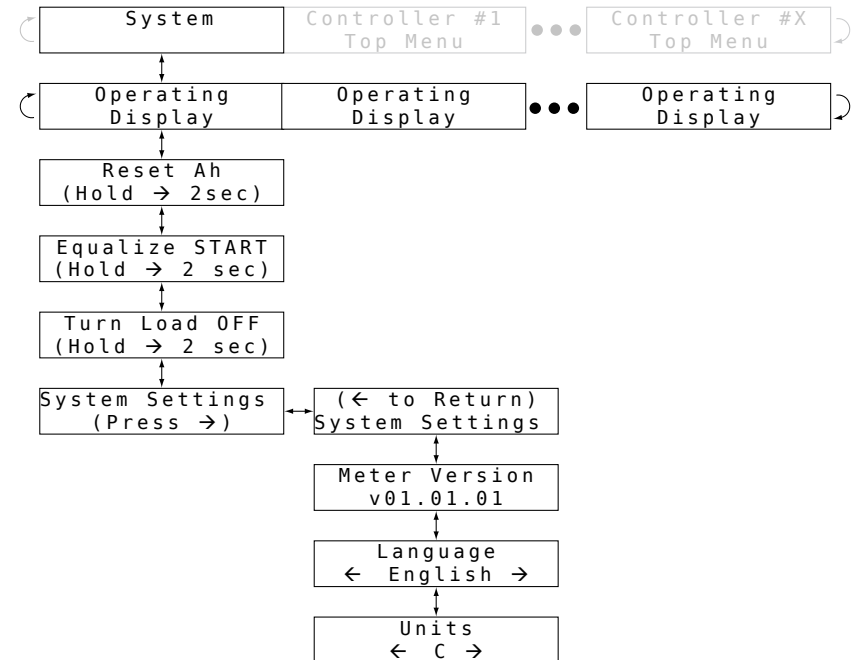 System
Controller #1
Top Menu
Controller #X
Top Menu
Operating
Display
Operating
Display
Operating
Display
Reset Ah
(Hold → 2sec)
Equalize START
(Hold → 2 sec)
Turn Load OFF
(Hold → 2 sec)
System Settings
(Press →)
(← to Return)
System Settings
Meter Version
v01.01.01
Language
← English →
Units
← C →